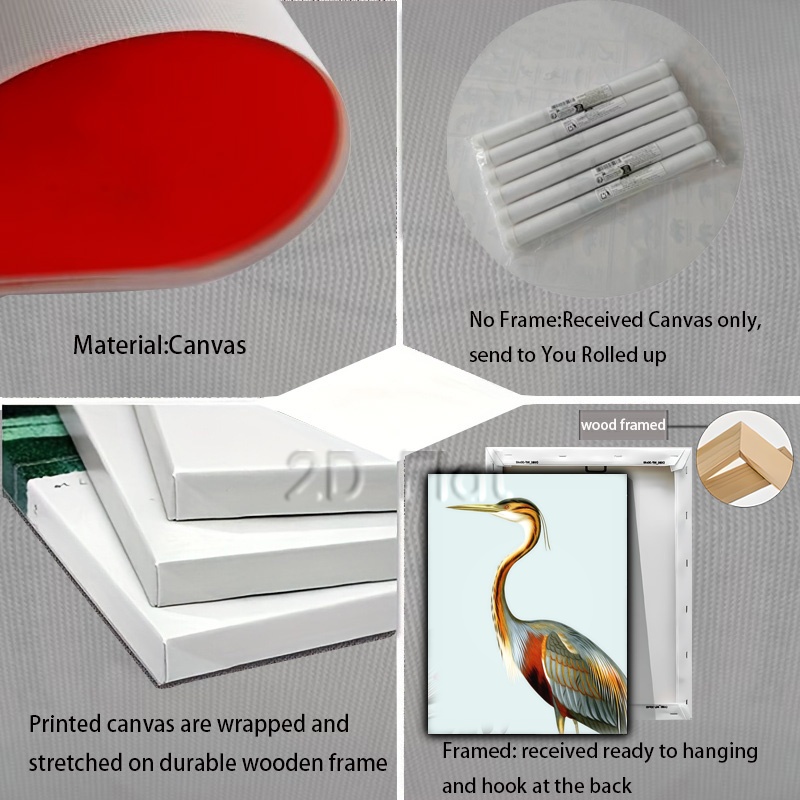 Material:Canvas
No Frame:Received Canvas only,
send to You Rolled up
2D Flat
wood framed
Printed canvas are wrapped and
stretched on durable wooden frame
Framed: received ready to hanging
and hook at the back